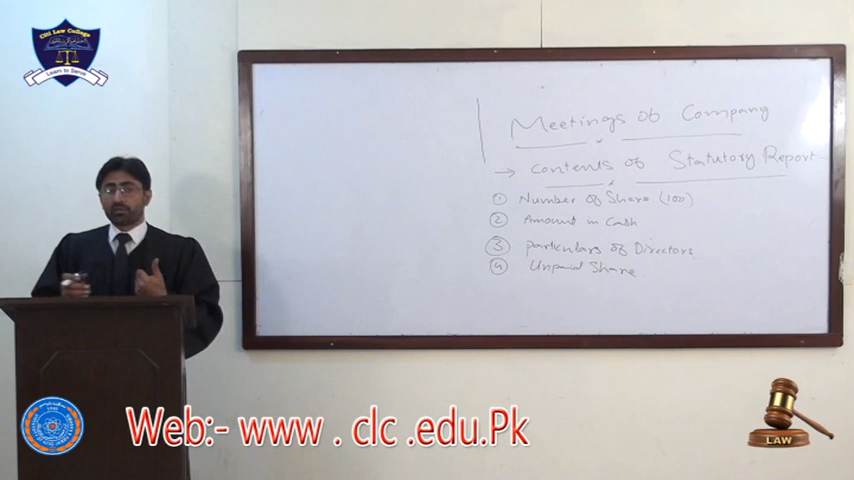 Citi Law College
Learn to Serve
Meetings of Company
→ Contents of Statutory Report
① Number of Share (100)
② Amount in Cash
③ particulars of Directors
④ Unpaid Share
Web:- www . clc .edu.Pk
LAW